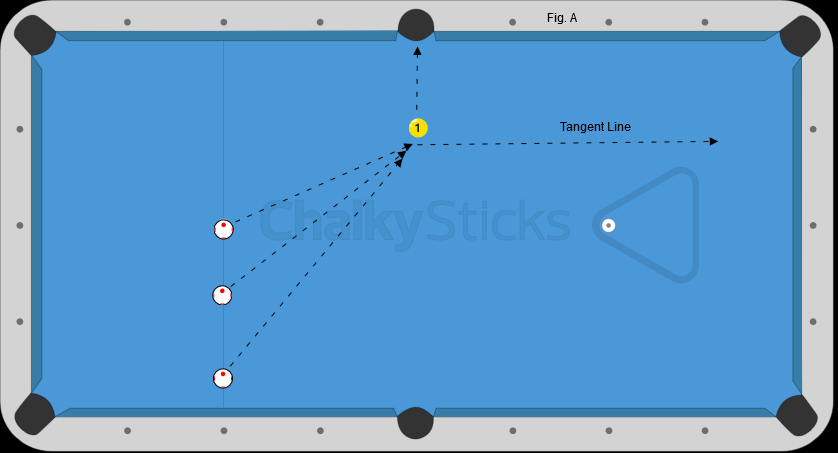 Fig. A
1
Tangent Line
ChalkySticks